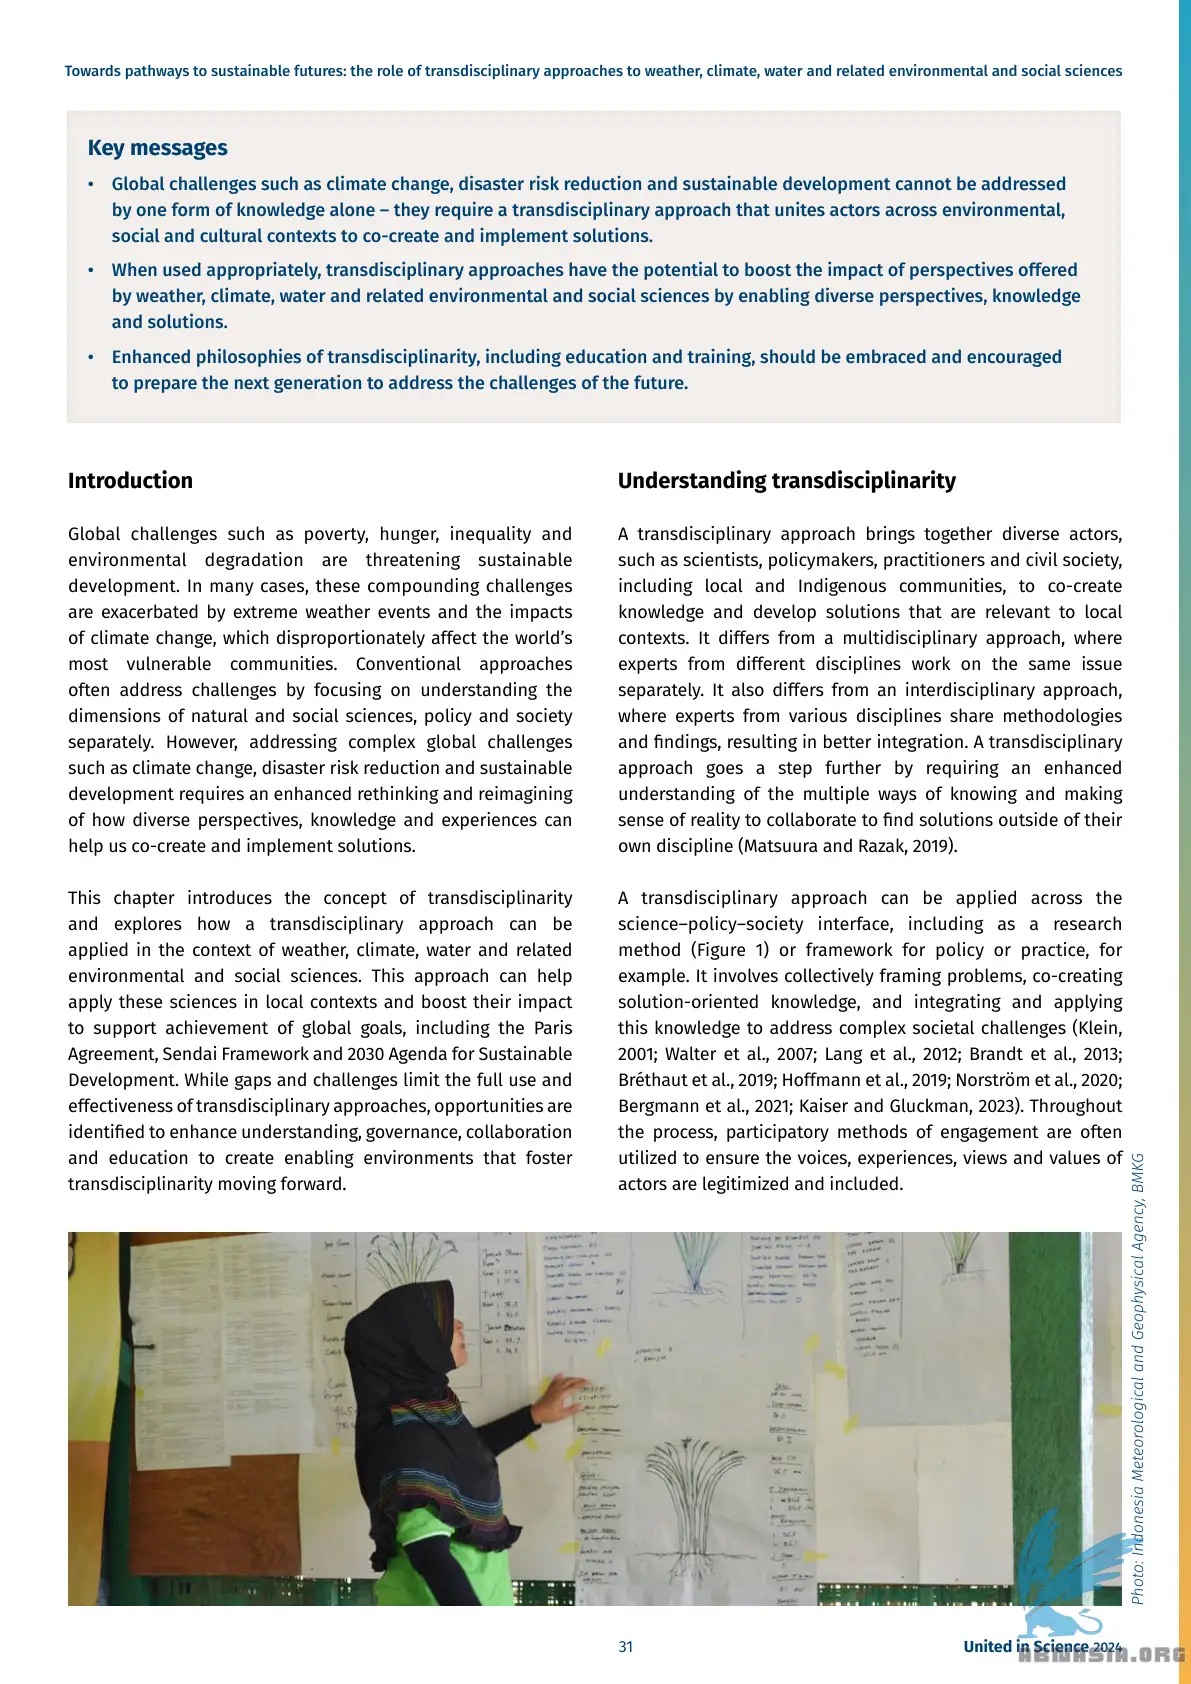 Towards pathways to sustainable futures: the role of transdisciplinary approaches to weather, climate, water and related environmental and social sciences
Key messages
• Global challenges such as climate change, disaster risk reduction and sustainable development cannot be addressed
by one form of knowledge alone – they require a transdisciplinary approach that unites actors across environmental,
social and cultural contexts to co-create and implement solutions.
• When used appropriately, transdisciplinary approaches have the potential to boost the impact of perspectives offered
by weather, climate, water and related environmental and social sciences by enabling diverse perspectives, knowledge
and solutions.
• Enhanced philosophies of transdisciplinarity, including education and training, should be embraced and encouraged
to prepare the next generation to address the challenges of the future.
Introduction
Global challenges such as poverty, hunger, inequality and
environmental degradation are threatening sustainable
development. In many cases, these compounding challenges
are exacerbated by extreme weather events and the impacts
of climate change, which disproportionately affect the world's
most vulnerable communities. Conventional approaches
often address challenges by focusing on understanding the
dimensions of natural and social sciences, policy and society
separately. However, addressing complex global challenges
such as climate change, disaster risk reduction and sustainable
development requires an enhanced rethinking and reimagining
of how diverse perspectives, knowledge and experiences can
help us co-create and implement solutions.
This chapter introduces the concept of transdisciplinarity
and explores how a transdisciplinary approach can be
applied in the context of weather, climate, water and related
environmental and social sciences. This approach can help
apply these sciences in local contexts and boost their impact
to support achievement of global goals, including the Paris
Agreement, Sendai Framework and 2030 Agenda for Sustainable
Development. While gaps and challenges limit the full use and
effectiveness of transdisciplinary approaches, opportunities are
identified to enhance understanding, governance, collaboration
and education to create enabling environments that foster
transdisciplinarity moving forward.
Understanding transdisciplinarity
A transdisciplinary approach brings together diverse actors,
such as scientists, policymakers, practitioners and civil society,
including local and Indigenous communities, to co-create
knowledge and develop solutions that are relevant to local
contexts. It differs from a multidisciplinary approach, where
experts from different disciplines work on the same issue
separately. It also differs from an interdisciplinary approach,
where experts from various disciplines share methodologies
and findings, resulting in better integration. A transdisciplinary
approach goes a step further by requiring an enhanced
understanding of the multiple ways of knowing and making
sense of reality to collaborate to find solutions outside of their
own discipline (Matsuura and Razak, 2019).
A transdisciplinary approach can be applied across the
science–policy–society interface, including as a research
method (Figure 1) or framework for policy or practice, for
example. It involves collectively framing problems, co-creating
solution-oriented knowledge, and integrating and applying
this knowledge to address complex societal challenges (Klein,
2001; Walter et al., 2007; Lang et al., 2012; Brandt et al., 2013;
Bréthaut et al., 2019; Hoffmann et al., 2019; Norström et al., 2020;
Bergmann et al., 2021; Kaiser and Gluckman, 2023). Throughout
the process, participatory methods of engagement are often
utilized to ensure the voices, experiences, views and values of
actors are legitimized and included.
Photo: Indonesia Meteorological and Geophysical Agency, BMKG
31
United in Science 2024
ABNASIA.ORG